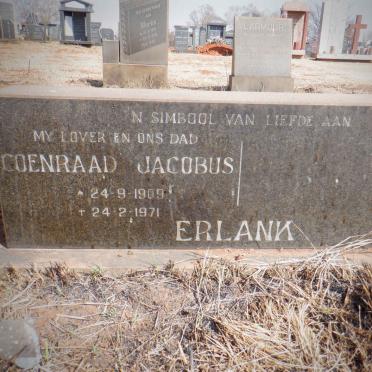 'N SIMBOOL VAN LIEFDE AAN
MY LOVER EN ONS DAD
COENRAAD JACOBUS
* 24-9-1909
+ 24-2-1971
ERLANK